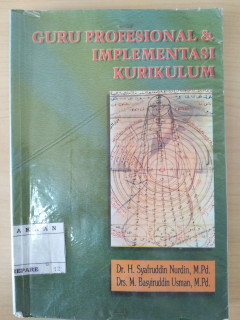 GURU PROFESIONAL &
IMPLEMENTASI
KURIKULUM
Dr. H. Syafruddin Nurdin, M.Pd.
Drs. M. Basyiruddin Usman, M.Pd.